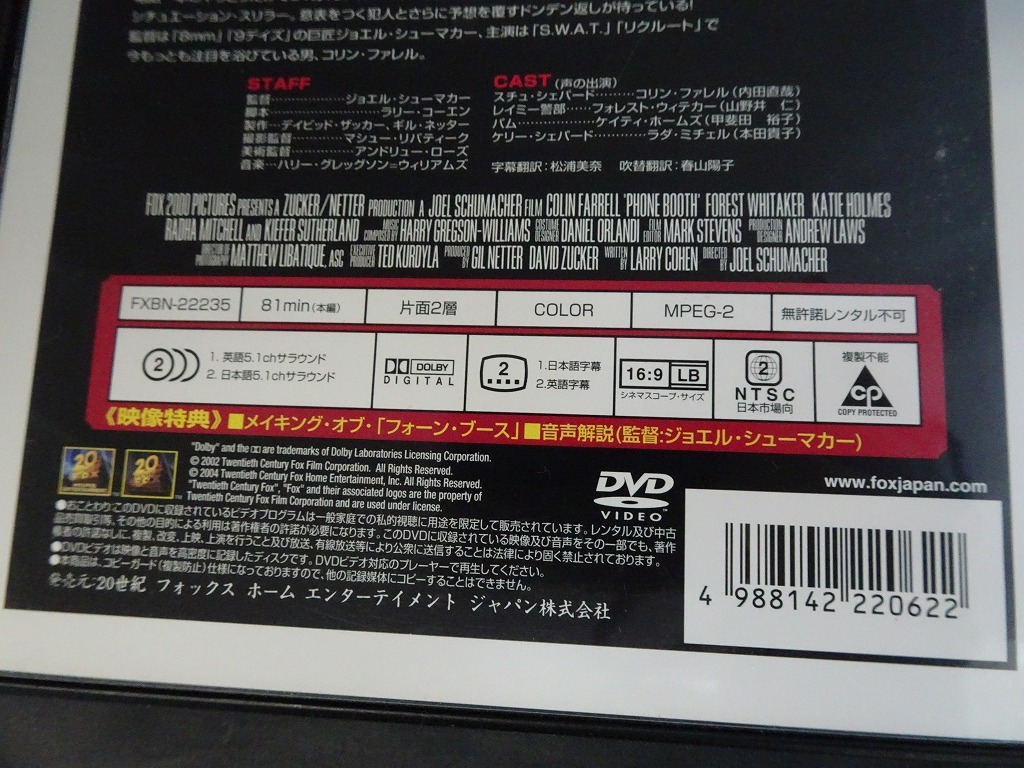 シチュエーション・スリラー。意表をつく犯人とさらに予想を覆すドンデン返しが待っている!
監督は「8mm」「9デイズ」の巨匠ジョエル・シューマカー、主演は「S.W.A.T.」「リクルート」で
今もっとも注目を浴びている男、コリン・ファレル。
STAFF
監督……………………ジョエル・シューマカー
脚本……………………ラリー・コーエン
製作…デイビッド・ザッカー、ギル・ネッター
撮影監督………マシュー・リバティーク
美術監督…………アンドリュー・ローズ
音楽…ハリー・グレッグソン=ウィリアムズ
CAST(声の出演)
スチュ・シェパード………コリン・ファレル(内田直哉)
レイミー警部……フォレスト・ウィテカー(山野井 仁)
パム……………ケイティ・ホームズ(甲斐田 裕子)
ケリー・シェパード…………ラダ・ミチェル(本田貴子)
字幕翻訳:松浦美奈 吹替翻訳:春山陽子
FOX 2000 PICTURES PRESENTS A ZUCKER/NETTER PRODUCTION A JOEL SCHUMACHER FILM COLIN FARRELL 'PHONE BOOTH' FOREST WHITAKER KATIE HOLMES
RADHA MITCHELL AND KIEFER SUTHERLAND MUSIC COMPOSED BY HARRY GREGSON-WILLIAMS COSTUME DESIGNER DANIEL ORLANDI FILM EDITOR MARK STEVENS PRODUCTION DESIGNER ANDREW LAWS
DIRECTOR OF PHOTOGRAPHY MATTHEW LIBATIQUE, ASC EXECUTIVE PRODUCER TED KURDYLA PRODUCED BY GIL NETTER DAVID ZUCKER WRITTEN BY LARRY COHEN DIRECTED BY JOEL SCHUMACHER
FXBN-22235 81min(本編) 片面2層 COLOR MPEG-2 無許諾レンタル不可
2 1. 英語5.1chサラウンド
2. 日本語5.1chサラウンド
DOLBY
DIGITAL
2 1.日本語字幕
2.英語字幕
16:9 LB
シネマスコープ・サイズ
2
NTSC
日本市場向
複製不能
CP
COPY PROTECTED
《映像特典》■メイキング・オブ・「フォーン・ブース」■音声解説(監督:ジョエル・シューマカー)
"Dolby" and the are trademarks of Dolby Laboratories Licensing Corporation.
© 2002 Twentieth Century Fox Film Corporation. All Rights Reserved.
© 2004 Twentieth Century Fox Home Entertainment, Inc. All Rights Reserved.
"Twentieth Century Fox", "Fox" and their associated logos are the property of
Twentieth Century Fox Film Corporation and are used under license.
DVD
VIDEO
www.foxjapan.com
●おことわり:このDVDに収録されているビデオプログラムは一般家庭での私的視聴に用途を限定して販売されています。レンタル及び中古
品売買取引等、その他の目的による利用は著作権者の許諾が必要になります。このDVDに収録されている映像及び音声をその一部でも、著作
権者の許諾なしに、複製、改変、上映、上演を行うこと及び放送、有線放送等により公衆に送信することは法律により固く禁止されております。
●DVDビデオは映像と音声を高密度に記録したディスクです。DVDビデオ対応のプレーヤーで再生してください。
●本商品は、コピーガード(複製防止)仕様になっておりますので、他の記録媒体にコピーすることはできません。
発売元:20世紀 フォックス ホーム エンターテイメント ジャパン株式会社
4 988142 220622